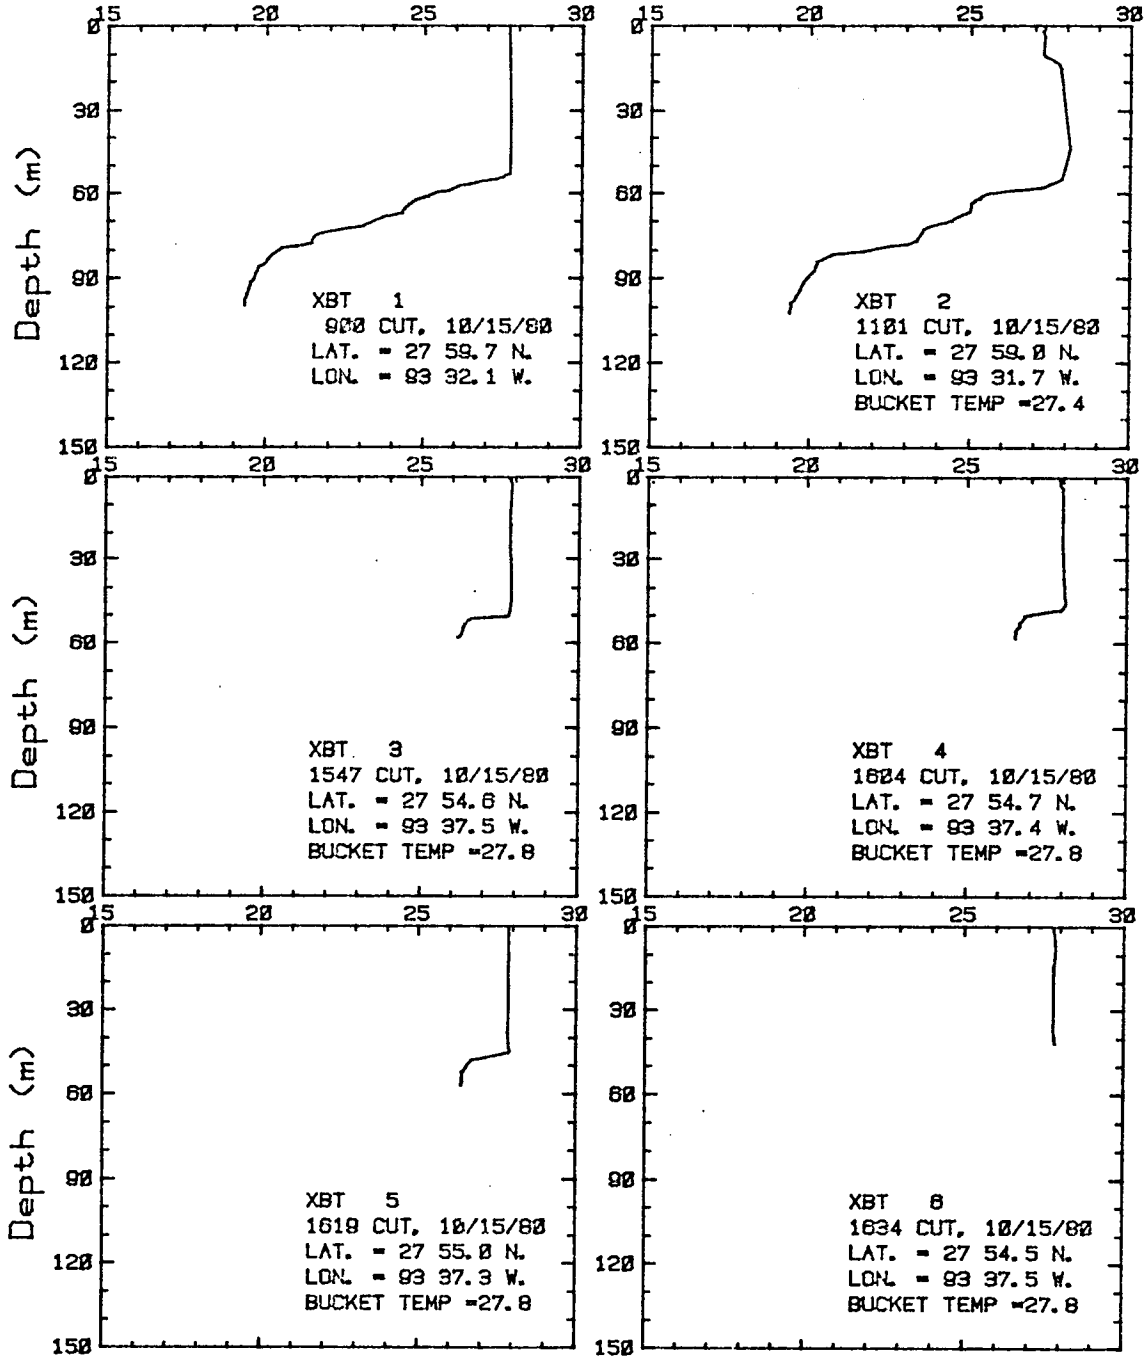 15 20 25 30
0
30
60
90
120
150
Depth (m)
XBT 1
900 CUT, 10/15/80
LAT. = 27 59.7 N.
LON. = 93 32.1 W.
15 20 25 30
0
30
60
90
120
150
XBT 2
1101 CUT, 10/15/80
LAT. = 27 59.0 N.
LON. = 93 31.7 W.
BUCKET TEMP =27.4
15 20 25 30
0
30
60
90
120
150
Depth (m)
XBT 3
1547 CUT, 10/15/80
LAT. = 27 54.6 N.
LON. = 93 37.5 W.
BUCKET TEMP =27.8
15 20 25 30
0
30
60
90
120
150
XBT 4
1604 CUT, 10/15/80
LAT. = 27 54.7 N.
LON. = 93 37.4 W.
BUCKET TEMP =27.8
15 20 25 30
0
30
60
90
120
150
Depth (m)
XBT 5
1619 CUT, 10/15/80
LAT. = 27 55.0 N.
LON. = 93 37.3 W.
BUCKET TEMP =27.8
15 20 25 30
0
30
60
90
120
150
XBT 6
1634 CUT, 10/15/80
LAT. = 27 54.5 N.
LON. = 93 37.5 W.
BUCKET TEMP =27.8